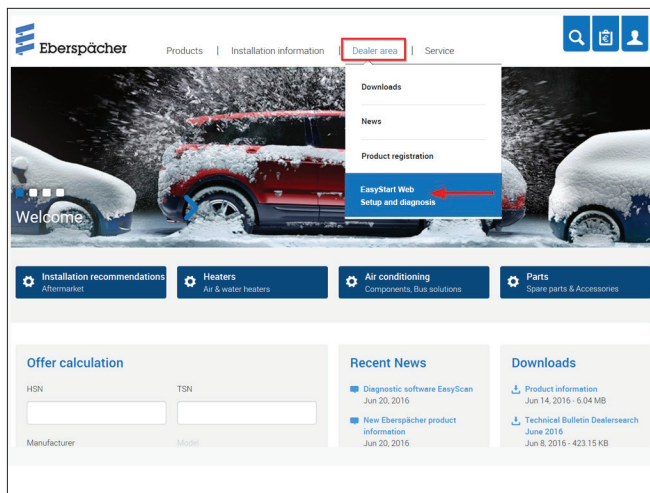 Eberspächer
Products | Installation information | Dealer area | Service
Downloads
News
Product registration
EasyStart Web
Setup and diagnosis
Welcome
Installation recommendations
Aftermarket
Heaters
Air & water heaters
Air conditioning
Components, Bus solutions
Parts
Spare parts & Accessories
Offer calculation
HSN
TSN
Manufacturer
Model
Recent News
Diagnostic software EasyScan
Jun 20, 2016
New Eberspächer product
information
Jun 20, 2016
Downloads
Product information
Jun 14, 2016 - 6.04 MB
Technical Bulletin Dealersearch
June 2016
Jun 8, 2016 - 423.15 KB